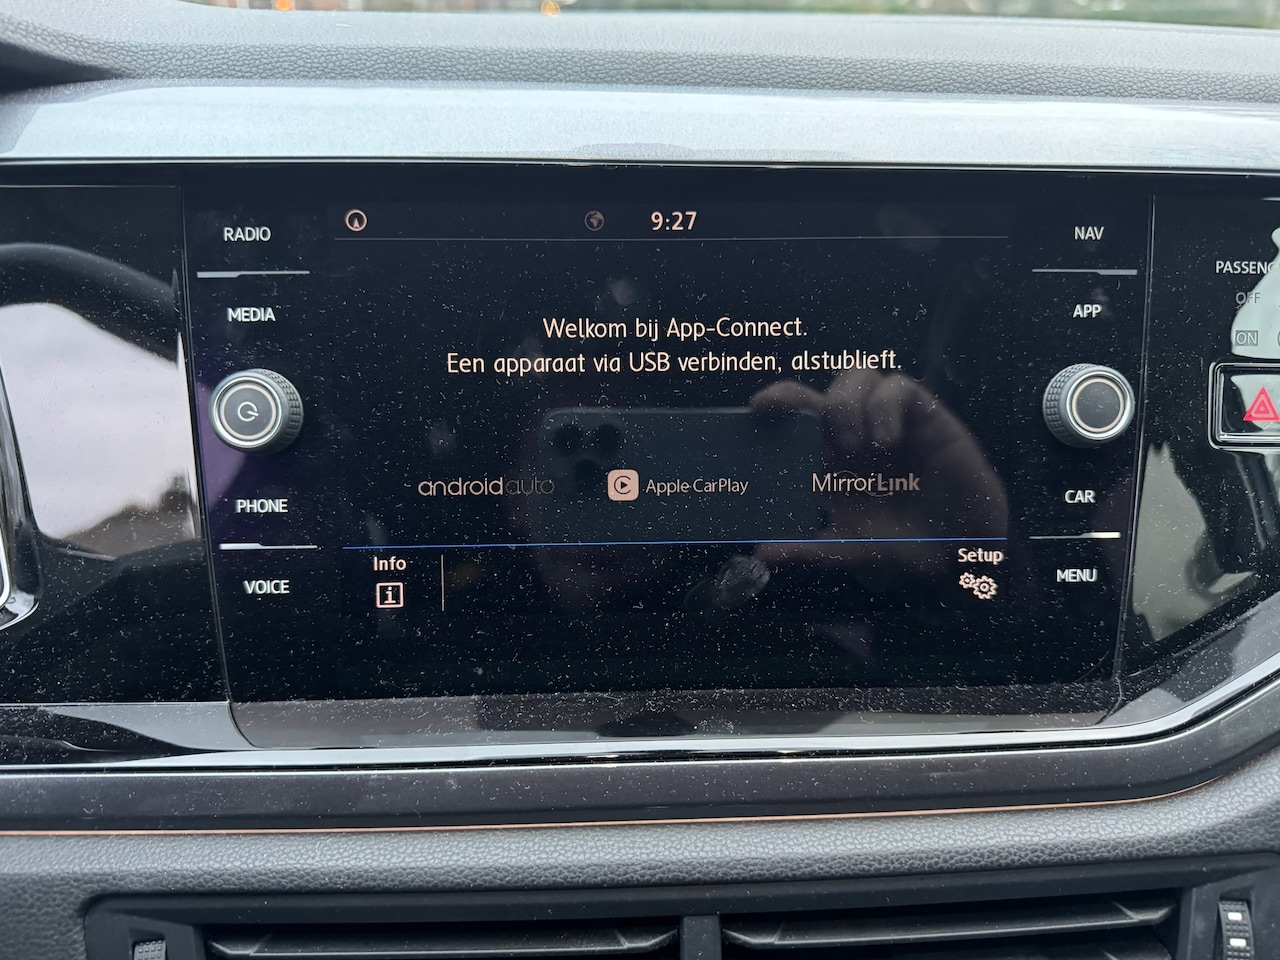 RADIO
MEDIA
PHONE
VOICE
9:27
Welkom bij App-Connect.
Een apparaat via USB verbinden, alstublieft.
androidauto
Apple CarPlay
MirrorLink
Info
i
Setup
NAV
APP
CAR
MENU
PASSENG
OFF
ON